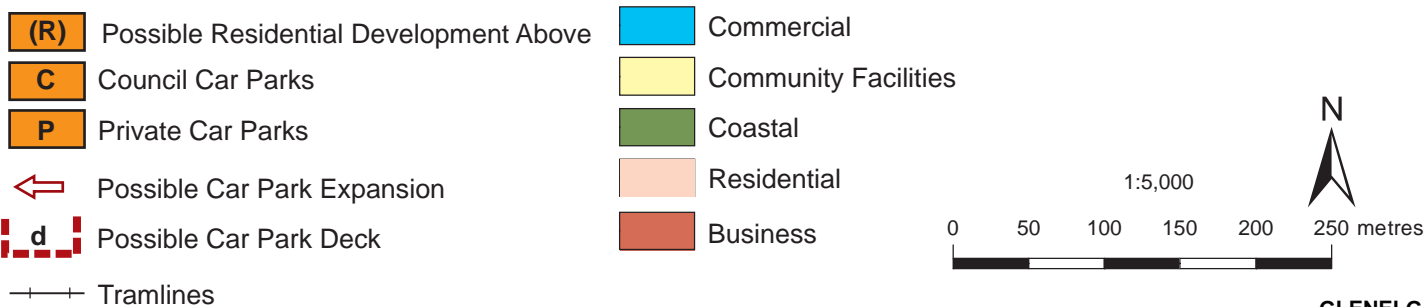 (R) Possible Residential Development Above
C Council Car Parks
P Private Car Parks
Possible Car Park Expansion
d Possible Car Park Deck
Tramlines
Commercial
Community Facilities
Coastal
Residential
Business
N
1:5,000
0 50 100 150 200 250 metres